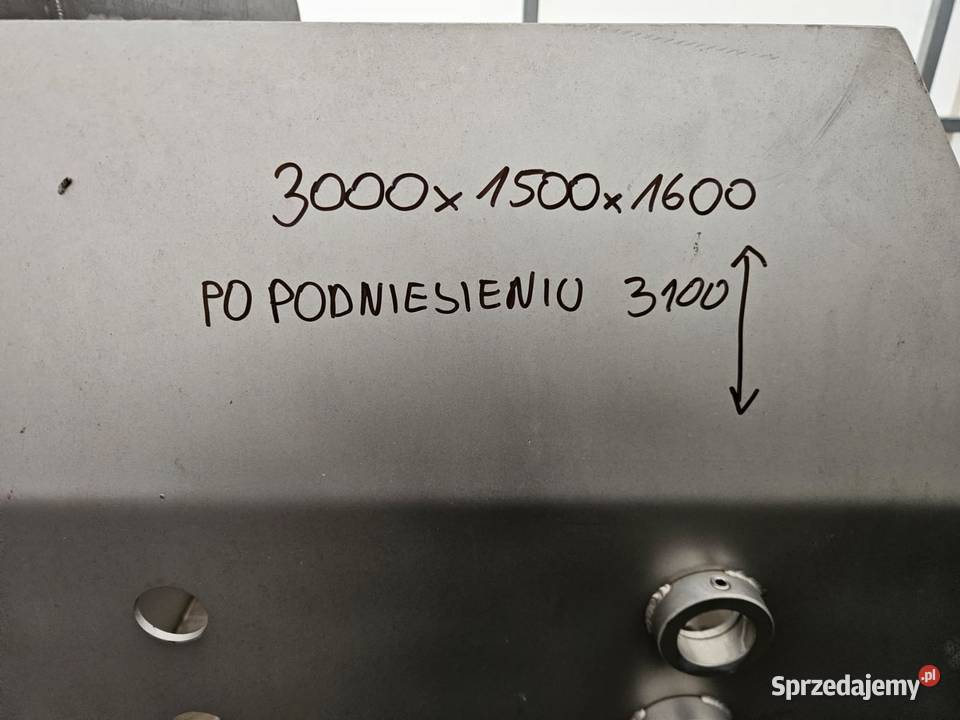 3000x1500x1600
PO PODNIESIENIU 3100
Sprzedajemy.pl